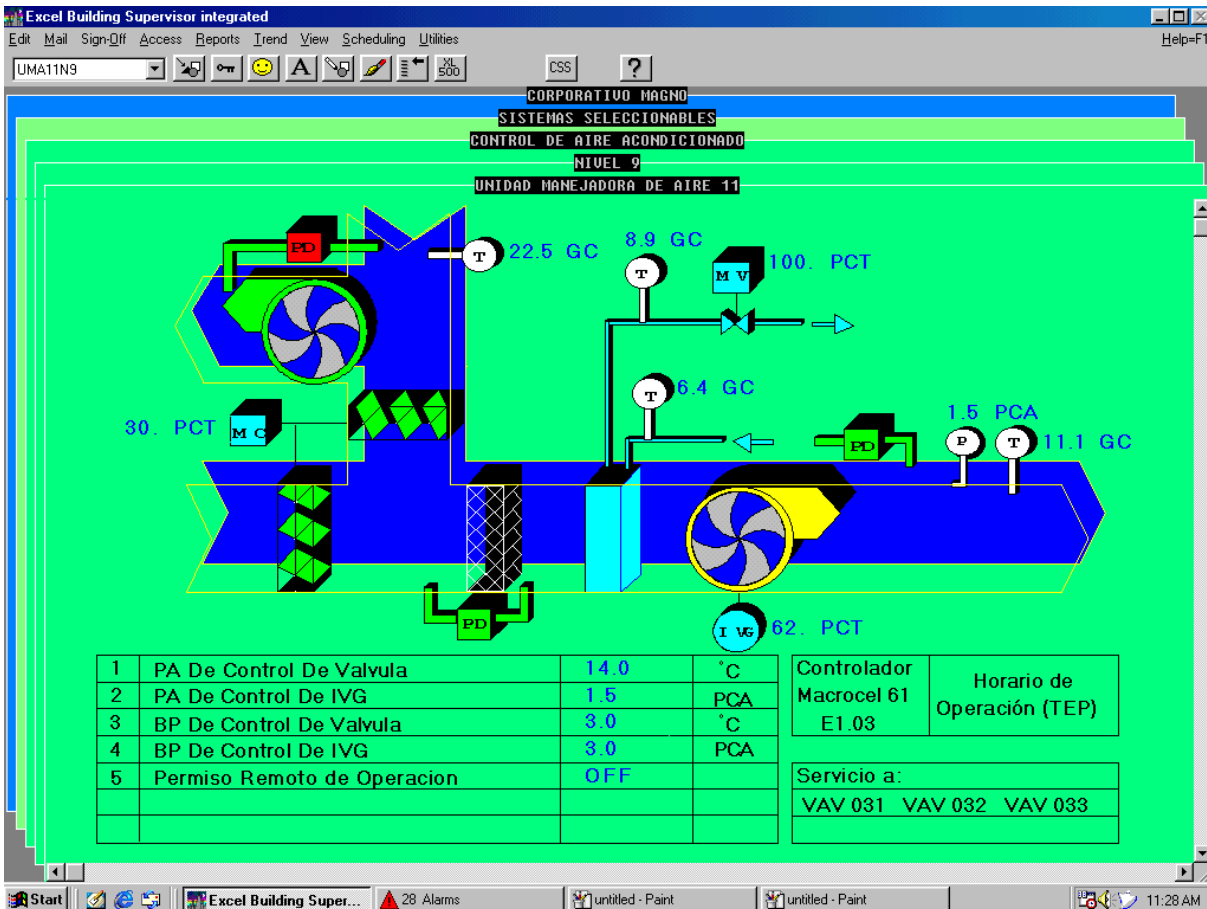 Excel Building Supervisor integrated
Edit Mail Sign-Off Access Reports Trend View Scheduling Utilities Help=F1
UMA11N9 A XL 500 CSS ?
CORPORATIVO MAGNO
SISTEMAS SELECCIONABLES
CONTROL DE AIRE ACONDICIONADO
NIVEL 9
UNIDAD MANEJADORA DE AIRE 11
PD T 22.5 GC
8.9 GC
T
M V 100. PCT
6.4 GC
T
30. PCT M C
PD
1.5 PCA
P T 11.1 GC
PD
I VG 62. PCT
1 PA De Control De Valvula 14.0 °C
2 PA De Control De IVG 1.5 PCA
3 BP De Control De Valvula 3.0 °C
4 BP De Control De IVG 3.0 PCA
5 Permiso Remoto de Operacion OFF
Controlador
Macrocel 61
E1.03
Horario de
Operación (TEP)
Servicio a:
VAV 031 VAV 032 VAV 033
Start Excel Building Super... 28 Alarms untitled - Paint untitled - Paint 11:28 AM